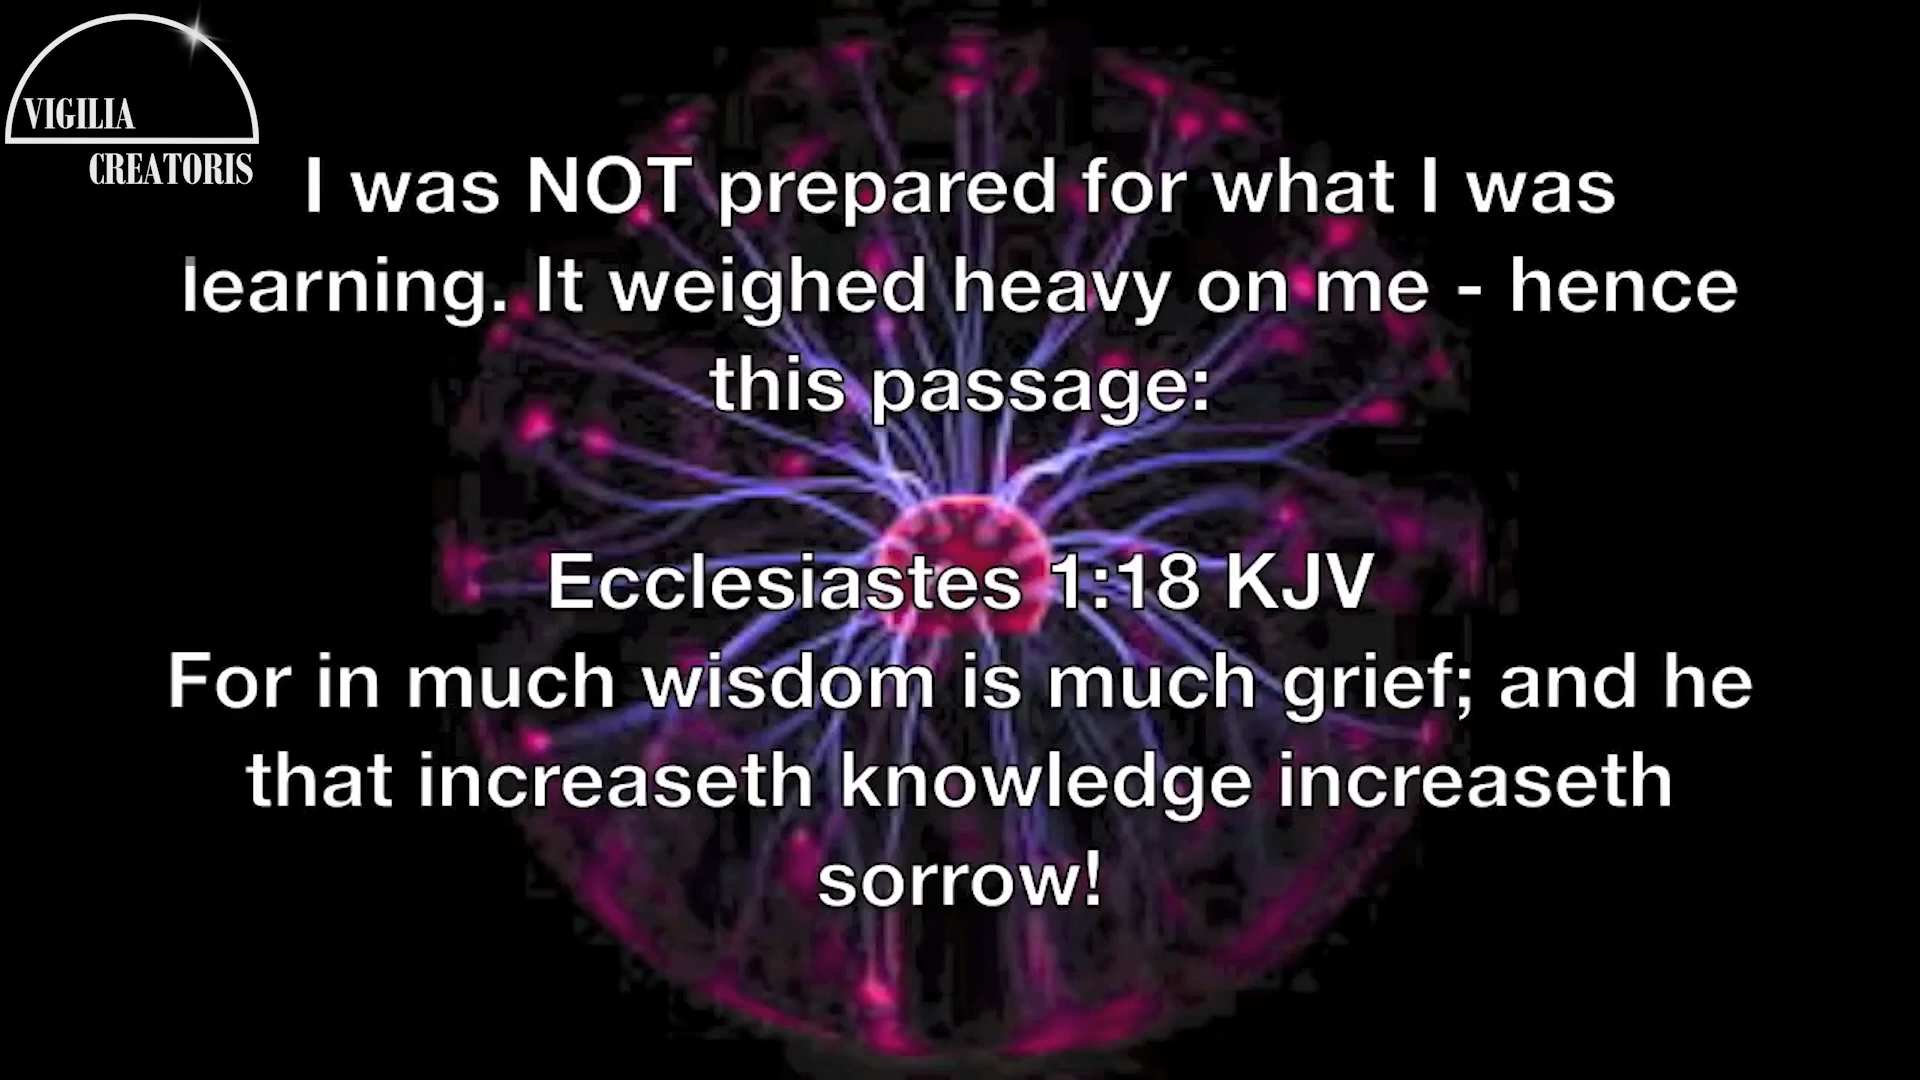 VIGILIA
CREATORIS
I was NOT prepared for what I was
learning. It weighed heavy on me - hence
this passage:
Ecclesiastes 1:18 KJV
For in much wisdom is much grief; and he
that increaseth knowledge increaseth
sorrow!